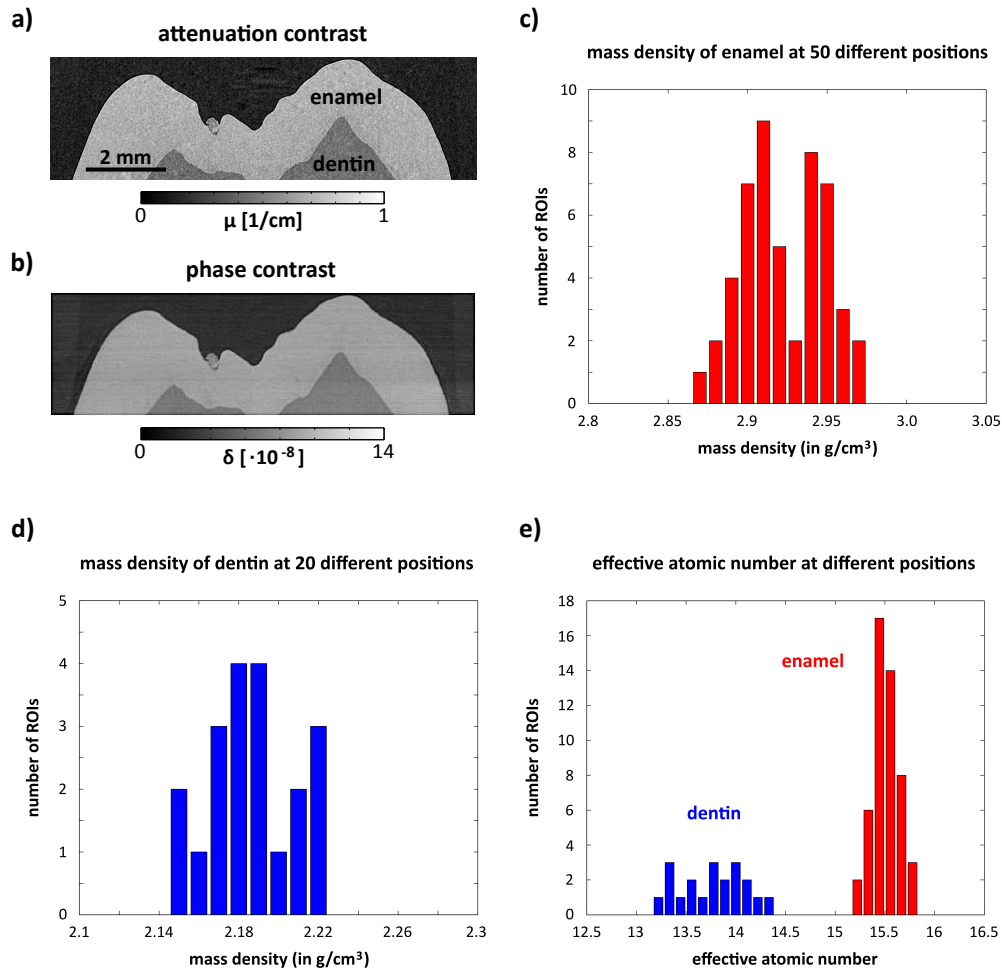 a)
attenuation contrast
enamel
dentin
2 mm
0
1
μ [1/cm]
b)
phase contrast
0
14
δ [·10⁻⁸]
c)
mass density of enamel at 50 different positions
10
8
6
4
2
0
number of ROIs
2.8
2.85
2.9
2.95
3.0
3.05
mass density (in g/cm³)
d)
mass density of dentin at 20 different positions
5
4
3
2
1
0
number of ROIs
2.1
2.14
2.18
2.22
2.26
2.3
mass density (in g/cm³)
e)
effective atomic number at different positions
18
16
14
12
10
8
6
4
2
0
number of ROIs
enamel
dentin
12.5
13
13.5
14
14.5
15
15.5
16
16.5
effective atomic number